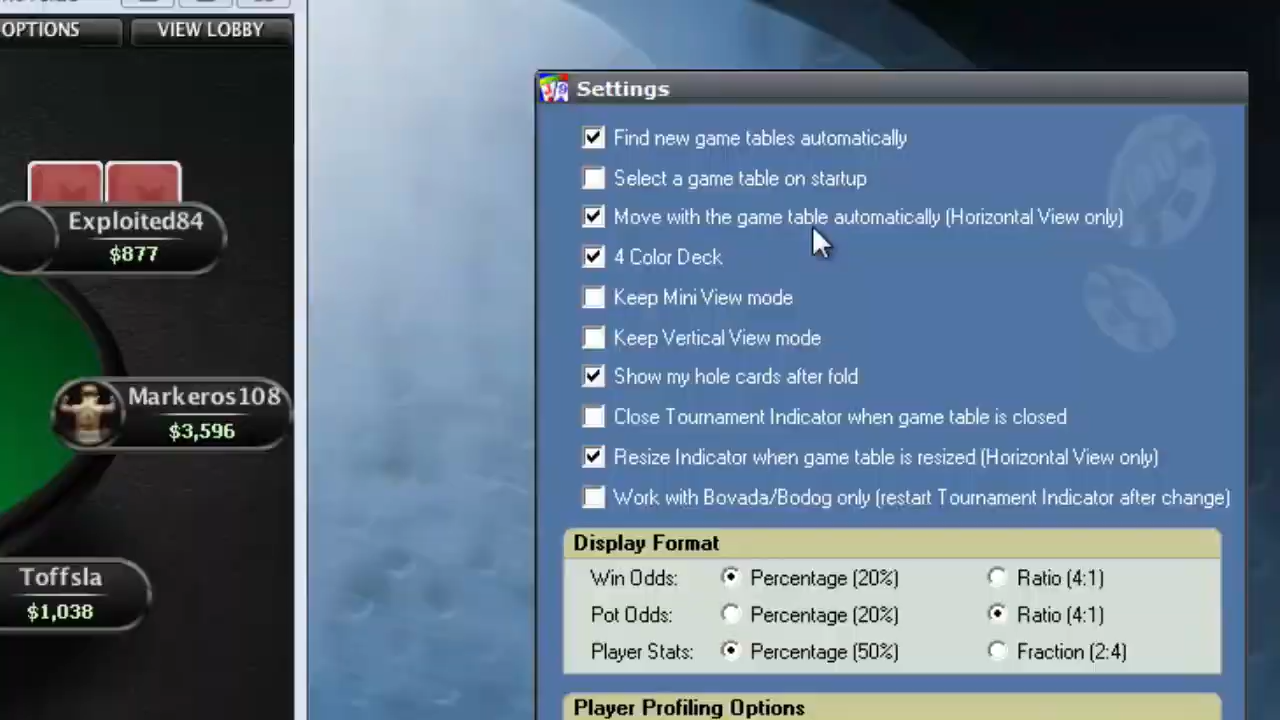 OPTIONS
VIEW LOBBY
Exploited84
$877
Markeros108
$3,596
Toffsla
$1,038
Settings
Find new game tables automatically
Select a game table on startup
Move with the game table automatically (Horizontal View only)
4 Color Deck
Keep Mini View mode
Keep Vertical View mode
Show my hole cards after fold
Close Tournament Indicator when game table is closed
Resize Indicator when game table is resized (Horizontal View only)
Work with Bovada/Bodog only (restart Tournament Indicator after change)
Display Format
Win Odds: Percentage (20%) Ratio (4:1)
Pot Odds: Percentage (20%) Ratio (4:1)
Player Stats: Percentage (50%) Fraction (2:4)
Player Profiling Options